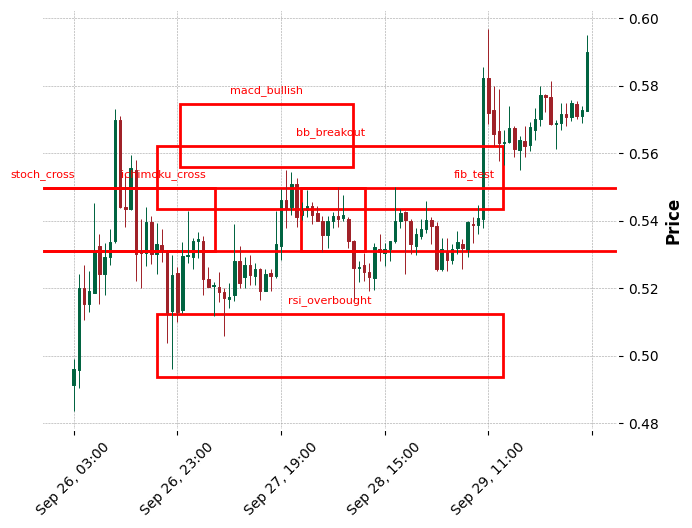 0.60
macd_bullish
0.58
bb_breakout
0.56
stoch_cross
ichimoku_cross
fib_test
0.54
Price
0.52
rsi_overbought
0.50
0.48
Sep 26, 03:00
Sep 26, 23:00
Sep 27, 19:00
Sep 28, 15:00
Sep 29, 11:00